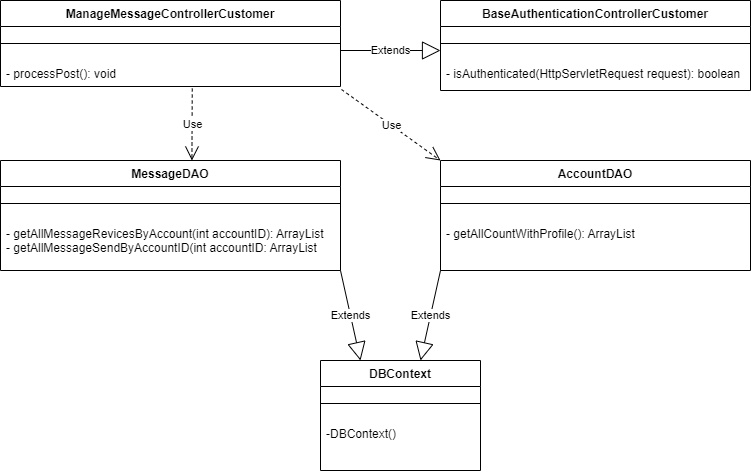 ManageMessageControllerCustomer
- processPost(): void
Extends
BaseAuthenticationControllerCustomer
- isAuthenticated(HttpServletRequest request): boolean
Use
Use
MessageDAO
- getAllMessageRevicesByAccount(int accountID): ArrayList
- getAllMessageSendByAccountID(int accountID: ArrayList
AccountDAO
- getAllCountWithProfile(): ArrayList
Extends
Extends
DBContext
-DBContext()